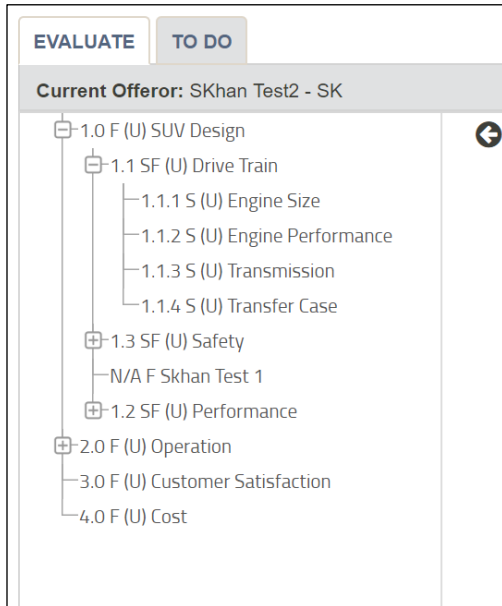 EVALUATE TO DO
Current Offeror: SKhan Test2 - SK
1.0 F (U) SUV Design
1.1 SF (U) Drive Train
1.1.1 S (U) Engine Size
1.1.2 S (U) Engine Performance
1.1.3 S (U) Transmission
1.1.4 S (U) Transfer Case
1.3 SF (U) Safety
N/A F Skhan Test 1
1.2 SF (U) Performance
2.0 F (U) Operation
3.0 F (U) Customer Satisfaction
4.0 F (U) Cost